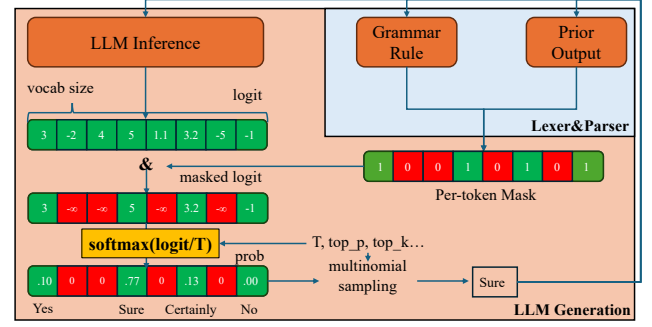 LLM Inference
Grammar
Rule
Prior
Output
vocab size
logit
3 -2 4 5 1.1 3.2 -5 -1
Lexer&Parser
&
masked logit
1 0 0 1 0 1 0 1
Per-token Mask
3 -∞ -∞ 5 -∞ 3.2 -∞ -1
softmax(logit/T)
T, top_p, top_k...
prob
multinomial
sampling
.10 0 0 .77 0 .13 0 .00
Sure
Yes Sure Certainly No
LLM Generation